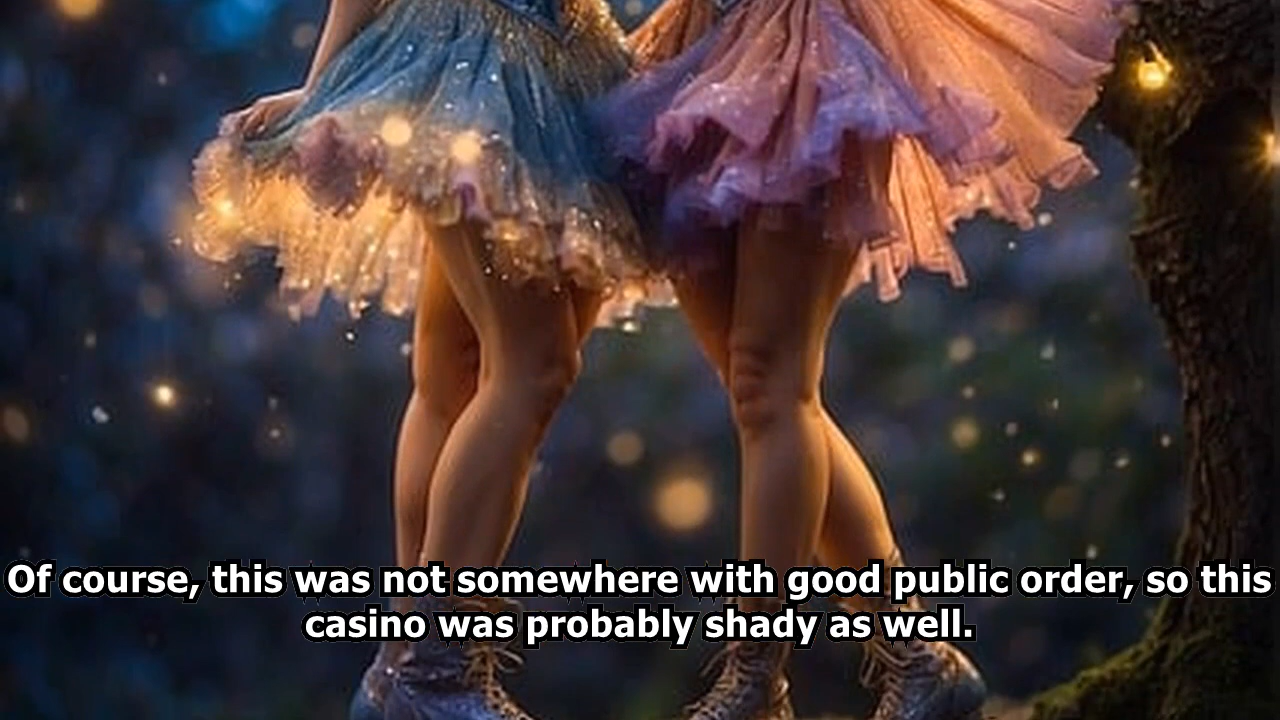 Of course, this was not somewhere with good public order, so this
casino was probably shady as well.